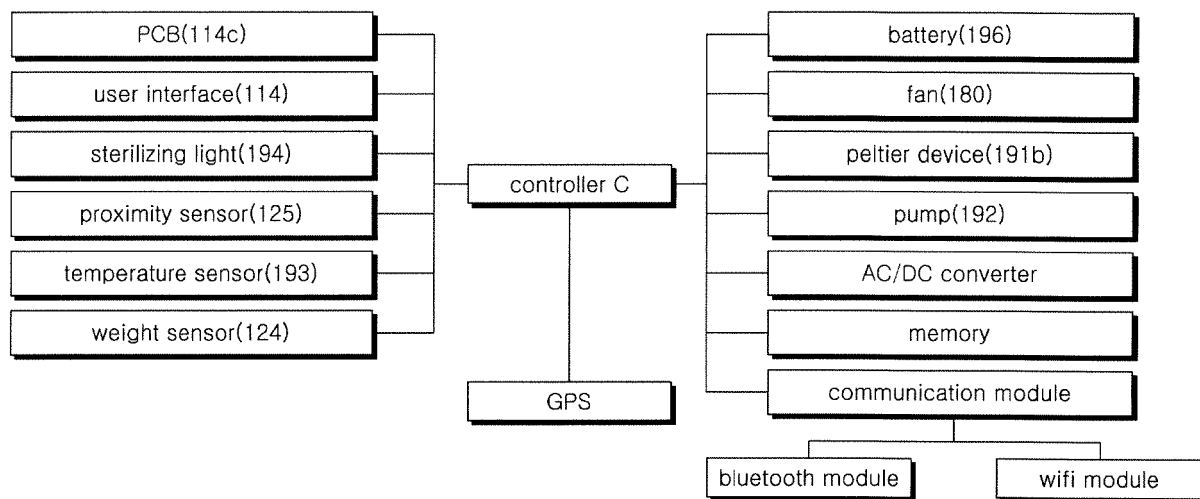 PCB(114c)
user interface(114)
sterilizing light(194)
proximity sensor(125)
temperature sensor(193)
weight sensor(124)
controller C
GPS
battery(196)
fan(180)
peltier device(191b)
pump(192)
AC/DC converter
memory
communication module
bluetooth module
wifi module